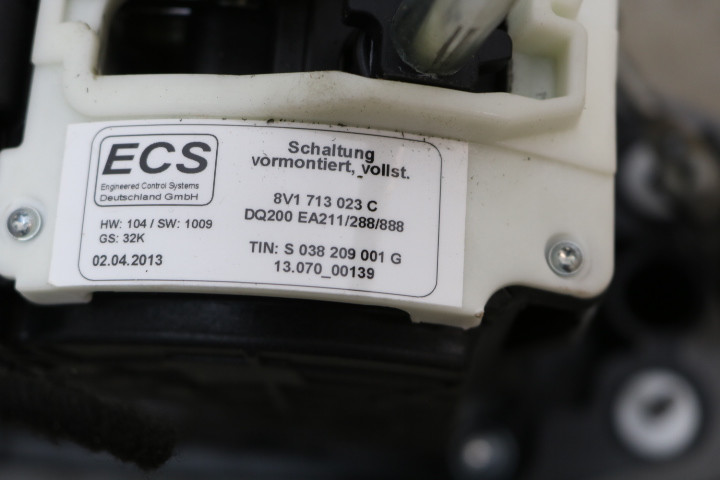 ECS
Engineered Control Systems
Deutschland GmbH
HW: 104 / SW: 1009
GS: 32K
02.04.2013
Schaltung
vormontiert, vollst.
8V1 713 023 C
DQ200 EA211/288/888
TIN: S 038 209 001 G
13.070_00139